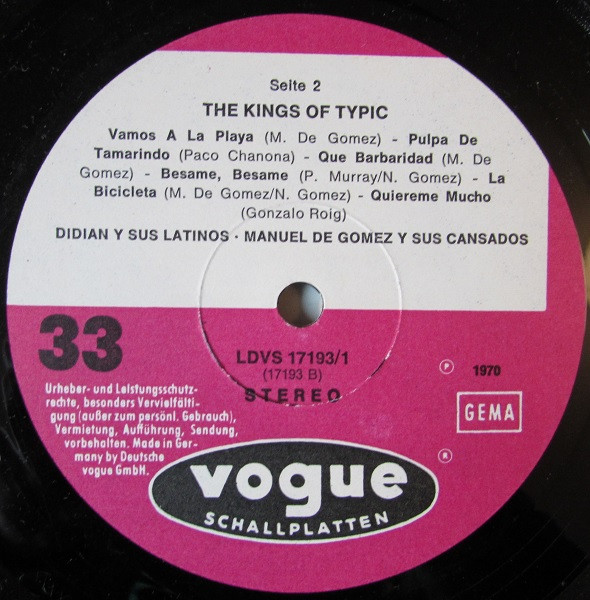 Seite 2
THE KINGS OF TYPIC
Vamos A La Playa (M. De Gomez) - Pulpa De
Tamarindo (Paco Chanona) - Que Barbaridad (M. De
Gomez) - Besame, Besame (P. Murray/N. Gomez) - La
Bicicleta (M. De Gomez/N. Gomez) - Quiereme Mucho
(Gonzalo Roig)
DIDIAN Y SUS LATINOS · MANUEL DE GOMEZ Y SUS CANSADOS
33
LDVS 17193/1
(17193 B)
STEREO
℗ 1970
GEMA
Urheber- und Leistungsschutz-
rechte, besonders Vervielfälti-
gung (außer zum persönl. Gebrauch),
Vermietung, Aufführung, Sendung,
vorbehalten. Made in Ger-
many by Deutsche
vogue GmbH.
®
vogue
SCHALLPLATTEN